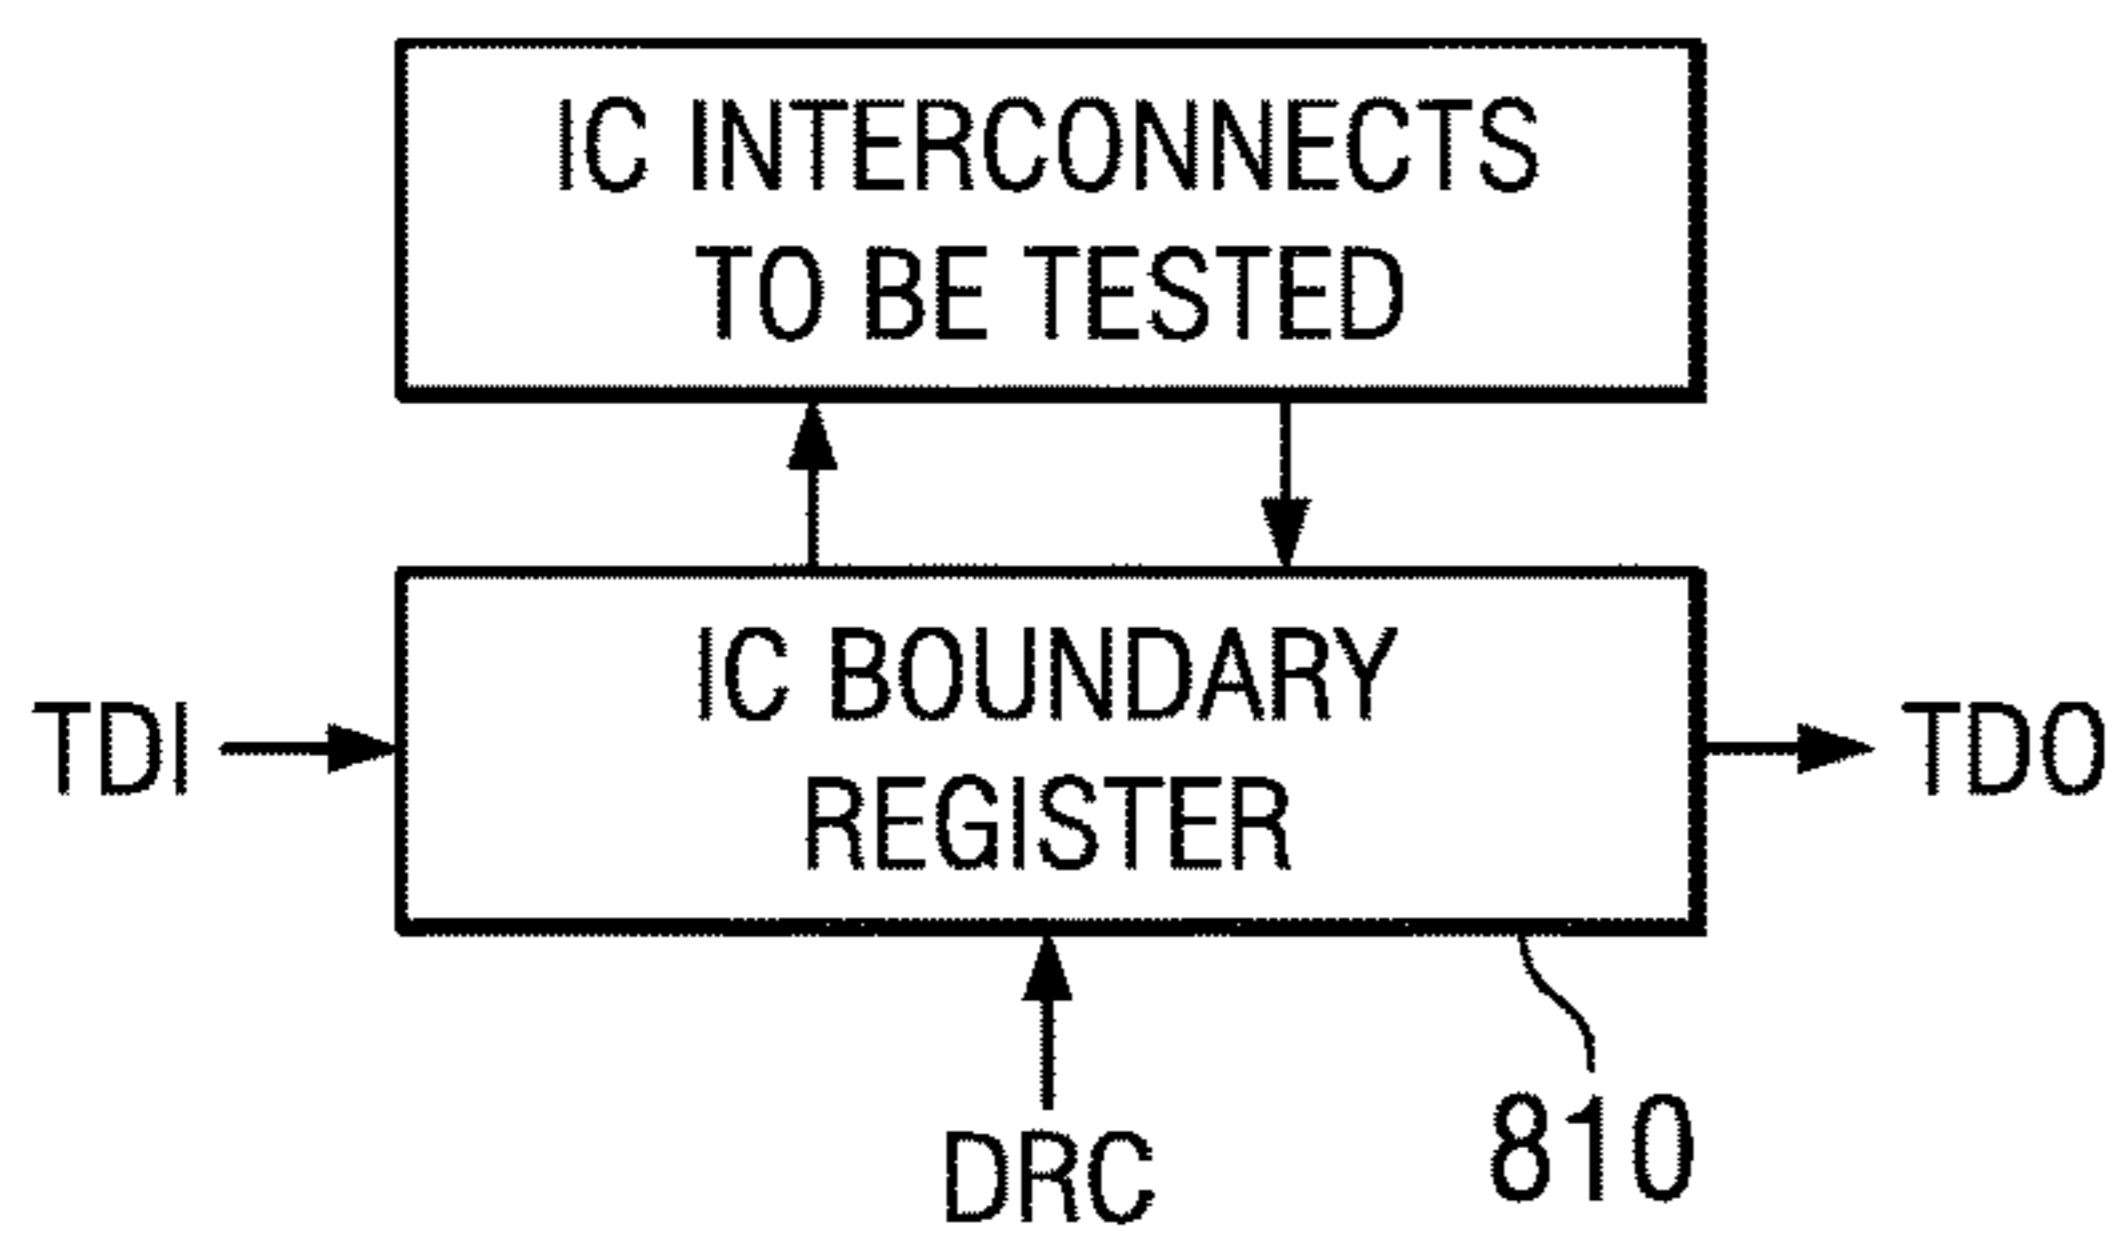 IC INTERCONNECTS
TO BE TESTED
IC BOUNDARY
REGISTER
TDI
TDO
DRC
810